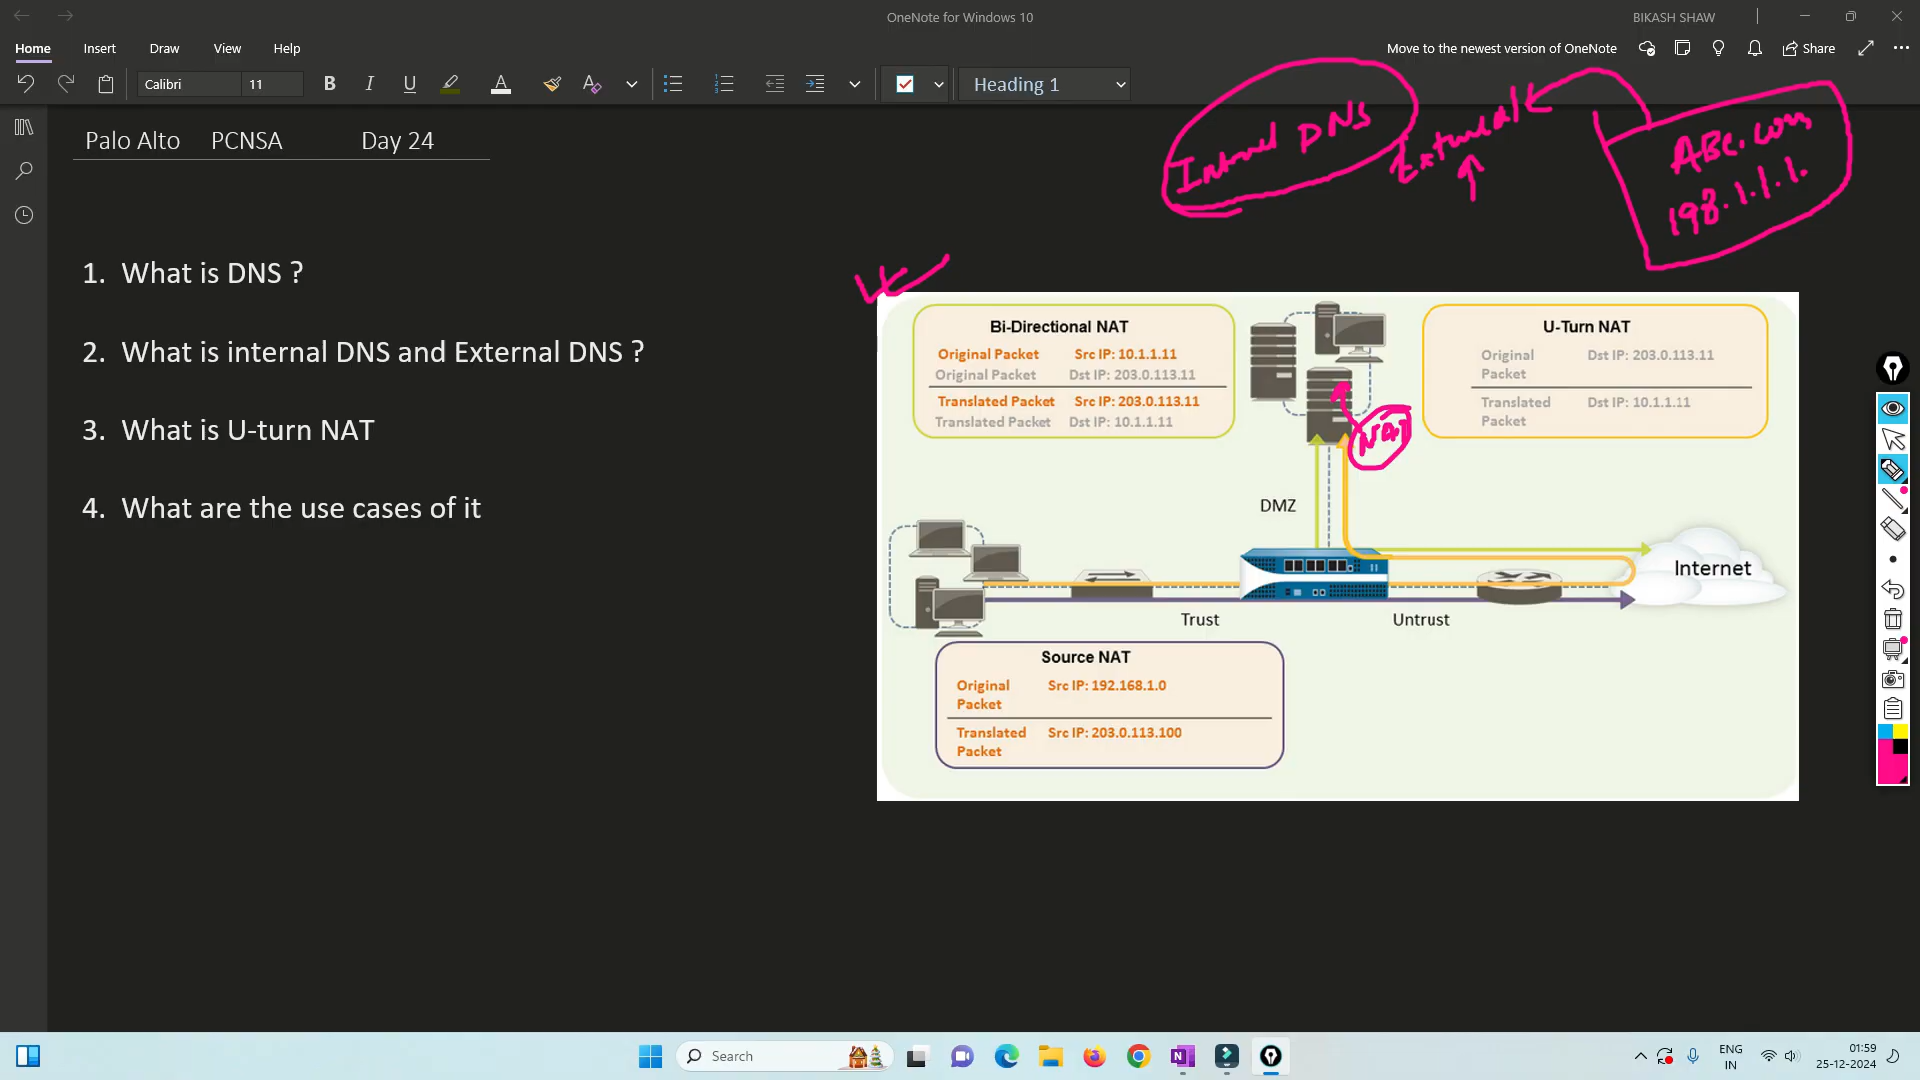 OneNote for Windows 10
BIKASH SHAW
Home Insert Draw View Help
Move to the newest version of OneNote
Share
Calibri 11
B I U A A
Heading 1
Palo Alto PCNSA Day 24
Internal DNS
External
ABC.com
198.1.1.1.
1. What is DNS ?
2. What is internal DNS and External DNS ?
3. What is U-turn NAT
4. What are the use cases of it
Bi-Directional NAT
Original Packet Src IP: 10.1.1.11
Original Packet Dst IP: 203.0.113.11
Translated Packet Src IP: 203.0.113.11
Translated Packet Dst IP: 10.1.1.11
U-Turn NAT
Original Dst IP: 203.0.113.11
Packet
Translated Dst IP: 10.1.1.11
Packet
NAT
DMZ
Internet
Trust
Untrust
Source NAT
Original Src IP: 192.168.1.0
Packet
Translated Src IP: 203.0.113.100
Packet
Search
ENG
IN
01:59
25-12-2024